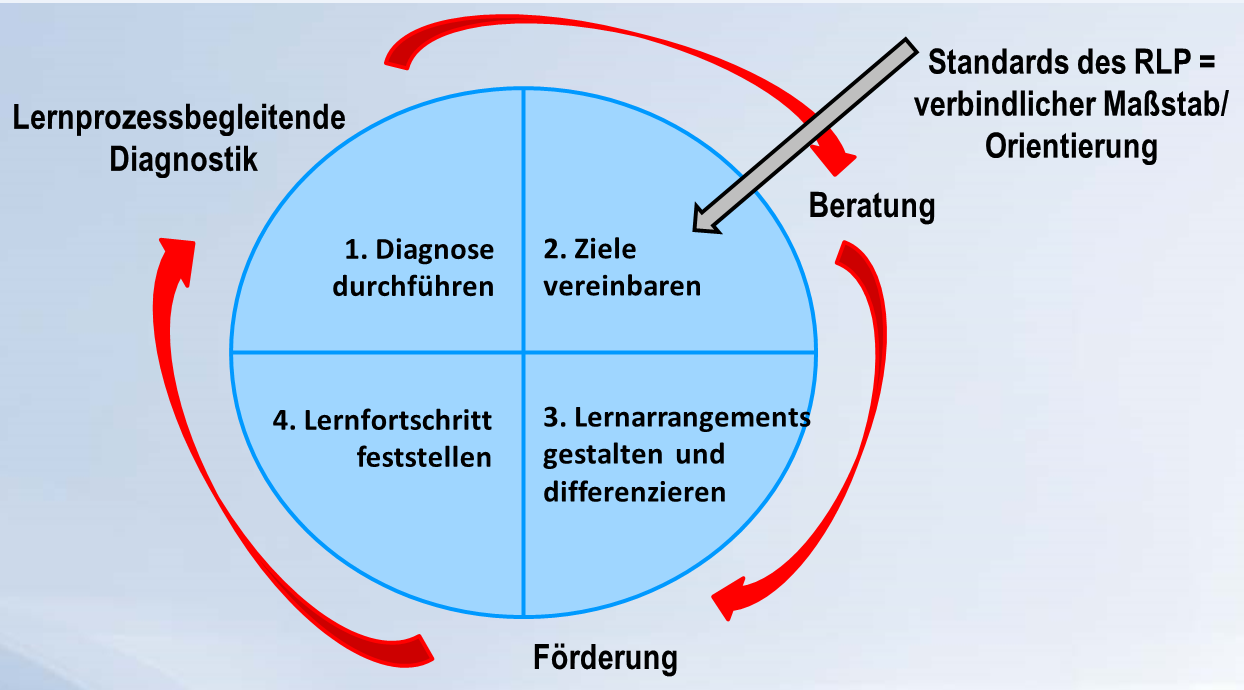 Standards des RLP =
verbindlicher Maßstab/
Orientierung
Lernprozessbegleitende
Diagnostik
Beratung
1. Diagnose
durchführen
2. Ziele
vereinbaren
4. Lernfortschritt
feststellen
3. Lernarrangements
gestalten und
differenzieren
Förderung